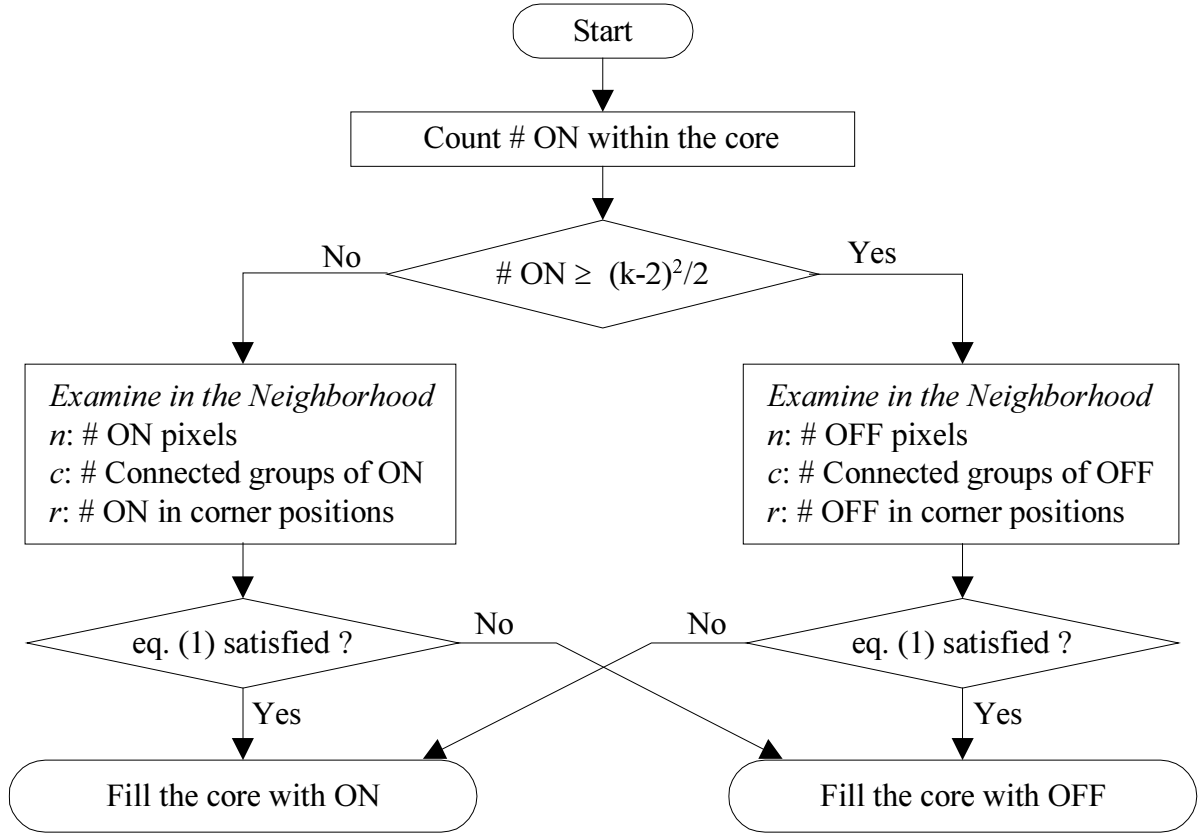 Start
Count # ON within the core
No
# ON ≥ (k-2)²/2
Yes
Examine in the Neighborhood
n: # ON pixels
c: # Connected groups of ON
r: # ON in corner positions
Examine in the Neighborhood
n: # OFF pixels
c: # Connected groups of OFF
r: # OFF in corner positions
eq. (1) satisfied ?
No
No
eq. (1) satisfied ?
Yes
Yes
Fill the core with ON
Fill the core with OFF